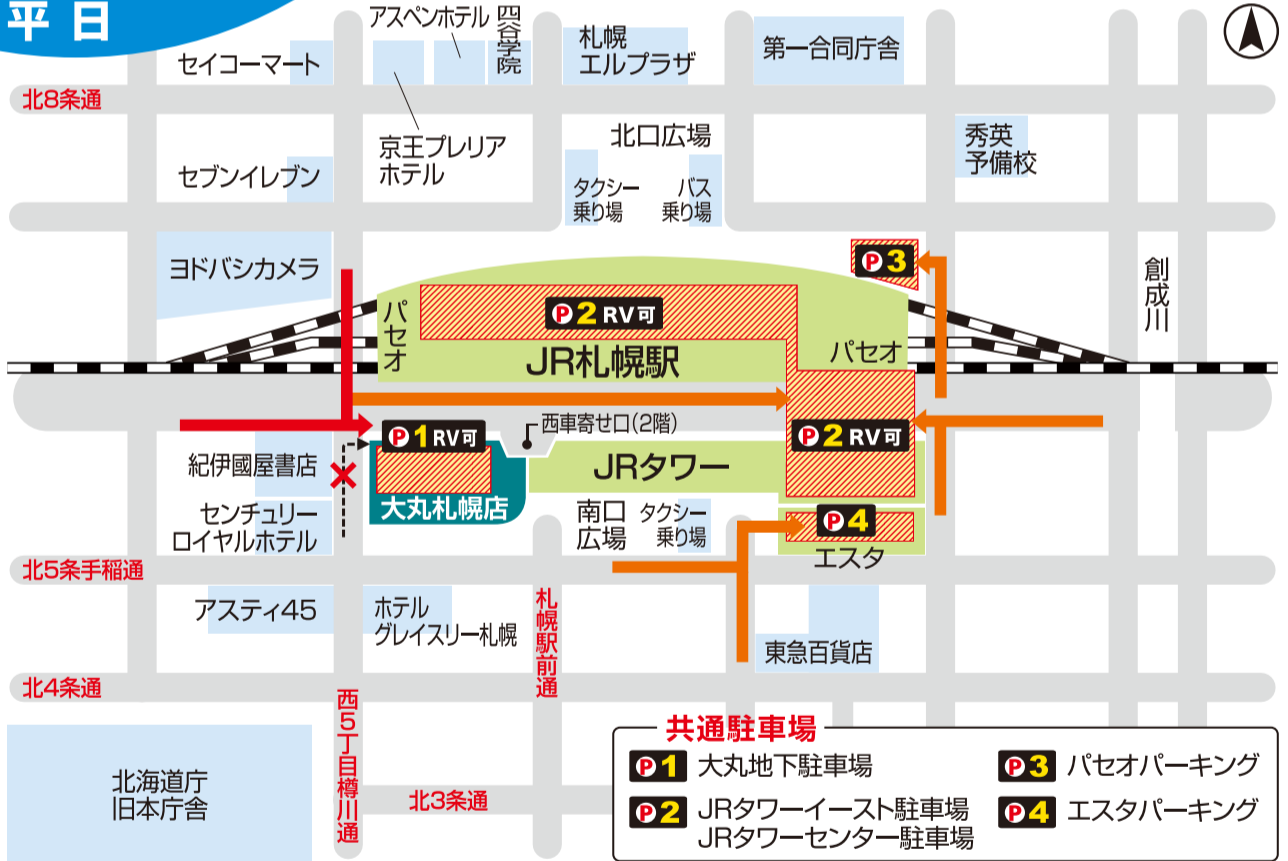 平日
アスペンホテル
四谷学院
札幌
エルプラザ
第一合同庁舎
セイコーマート
北8条通
京王プレリア
ホテル
北口広場
秀英
予備校
セブンイレブン
タクシー
乗り場
バス
乗り場
ヨドバシカメラ
P3
創成川
パセオ
P2 RV可
JR札幌駅
パセオ
西車寄せ口(2階)
P1 RV可
P2 RV可
紀伊國屋書店
JRタワー
大丸札幌店
センチュリー
ロイヤルホテル
南口
広場
タクシー
乗り場
P4
エスタ
北5条手稲通
アスティ45
ホテル
グレイスリー札幌
札幌駅前通
東急百貨店
北4条通
西5丁目樽川通
北海道庁
旧本庁舎
北3条通
共通駐車場
P1 大丸地下駐車場
P2 JRタワーイースト駐車場
JRタワーセンター駐車場
P3 パセオパーキング
P4 エスタパーキング